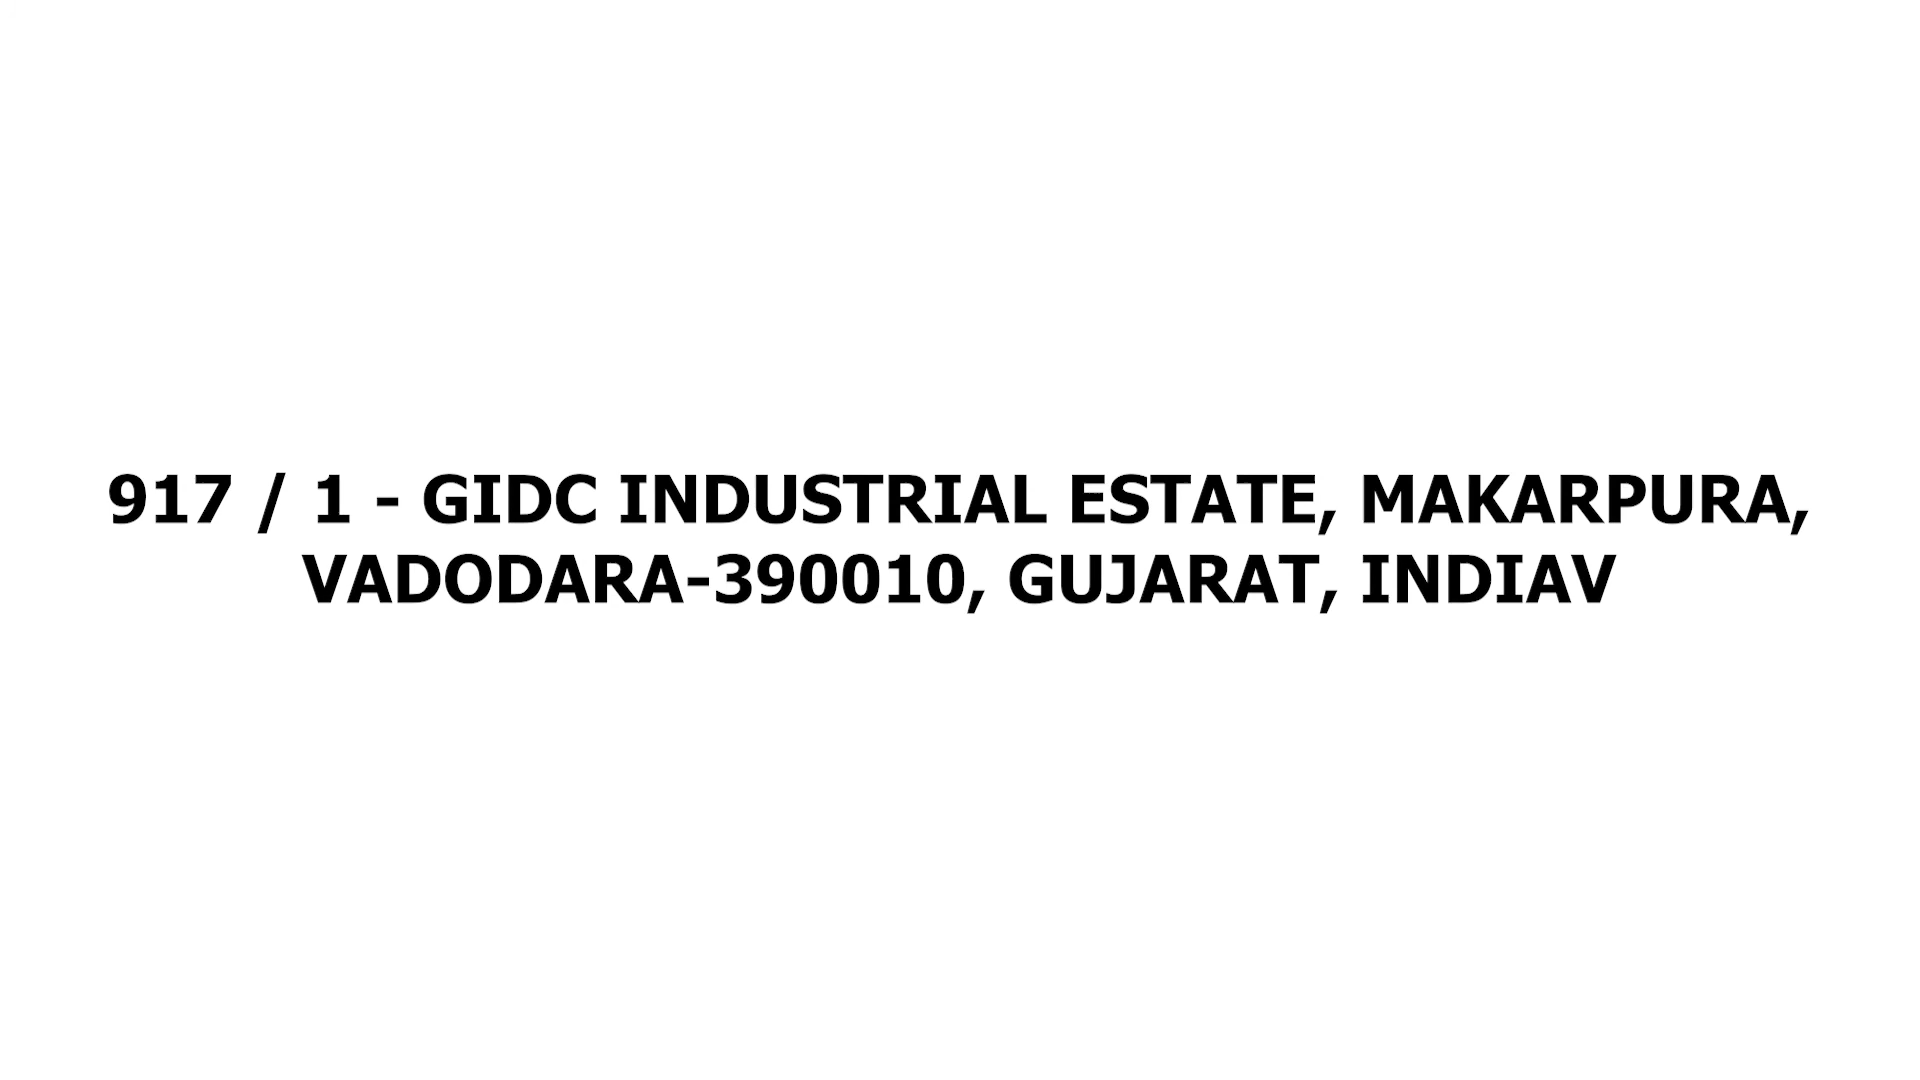 917 / 1 - GIDC INDUSTRIAL ESTATE, MAKARPURA,
VADODARA-390010, GUJARAT, INDIAV